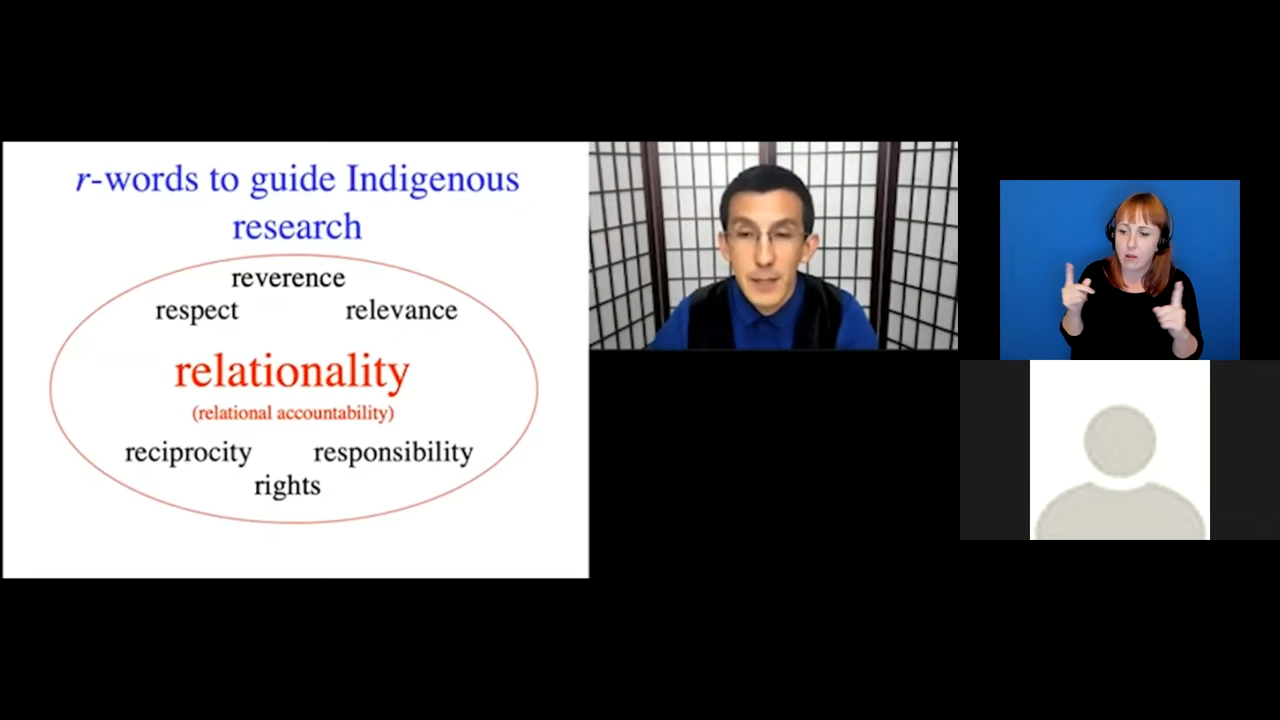 r-words to guide Indigenous
research
reverence
respect relevance
relationality
(relational accountability)
reciprocity responsibility
rights